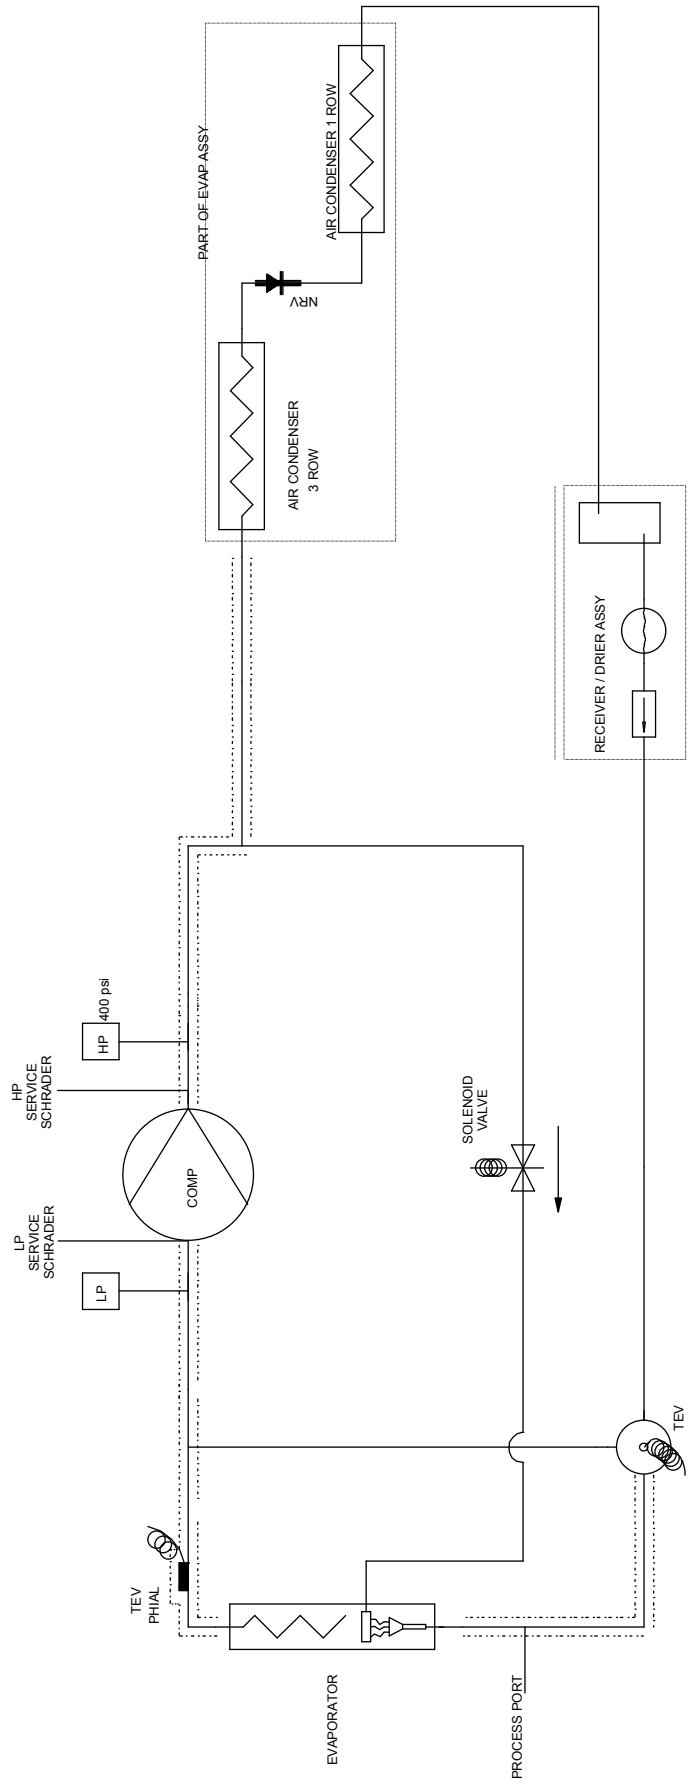 PART OF EVAP ASSY
AIR CONDENSER 1 ROW
NRV
AIR CONDENSER
3 ROW
RECEIVER / DRIER ASSY
400 psi
HP
HP
SERVICE
SCHRADER
COMP
SOLENOID
VALVE
LP
SERVICE
SCHRADER
LP
TEV
TEV
PHIAL
EVAPORATOR
PROCESS PORT